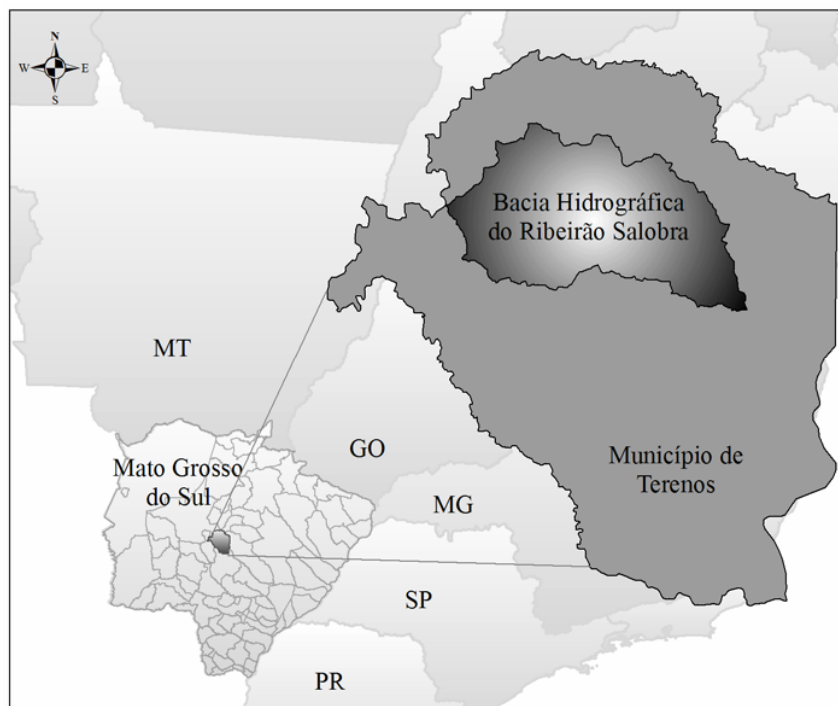 N
W E
S
Bacia Hidrográfica
do Ribeirão Salobra
MT
GO
Mato Grosso
do Sul
Município de
Terenos
MG
SP
PR